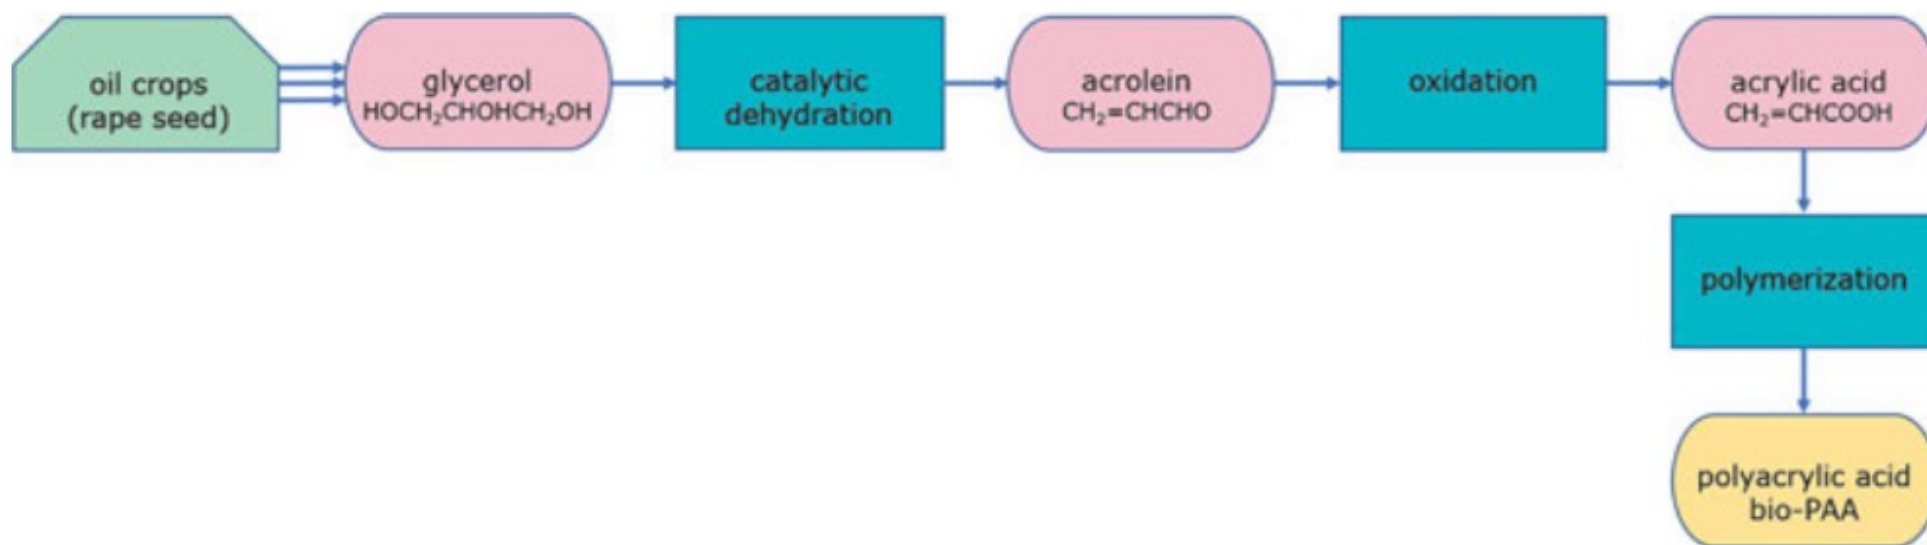 oil crops
(rape seed)
glycerol
HOCH₂CHOHCH₂OH
catalytic
dehydration
acrolein
CH₂=CHCHO
oxidation
acrylic acid
CH₂=CHCOOH
polymerization
polyacrylic acid
bio-PAA